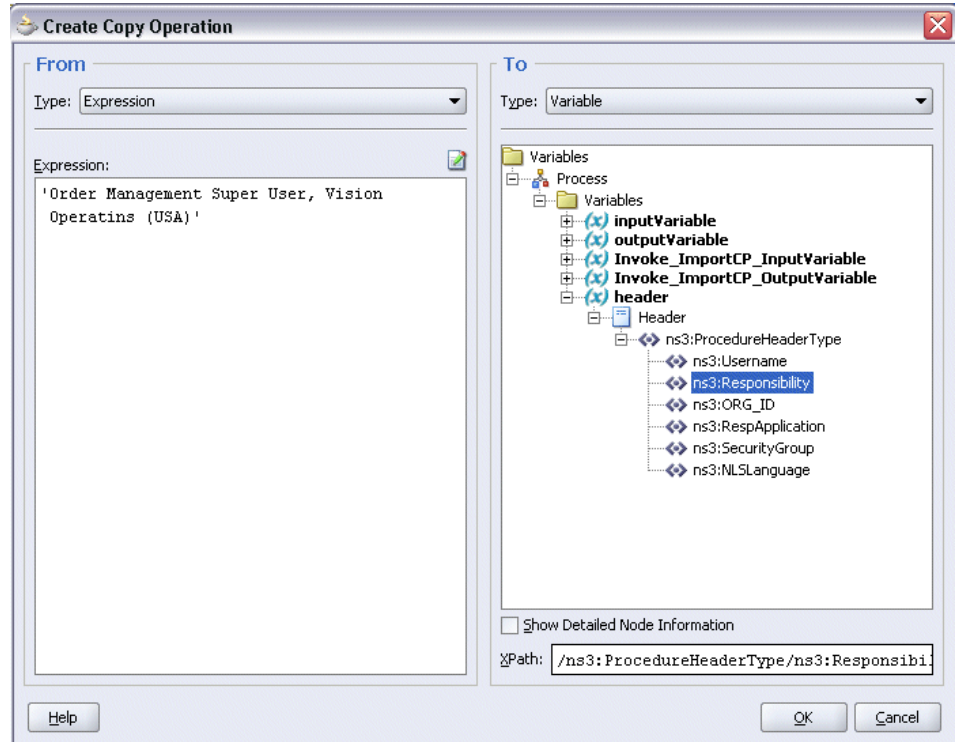 Create Copy Operation
From
Type: Expression
Expression:
'Order Management Super User, Vision
Operatins (USA)'
To
Type: Variable
Variables
Process
Variables
inputVariable
outputVariable
Invoke_ImportCP_InputVariable
Invoke_ImportCP_OutputVariable
header
Header
ns3:ProcedureHeaderType
ns3:Username
ns3:Responsibility
ns3:ORG_ID
ns3:RespApplication
ns3:SecurityGroup
ns3:NLSLanguage
Show Detailed Node Information
XPath: /ns3:ProcedureHeaderType/ns3:Responsibil
Help
OK
Cancel